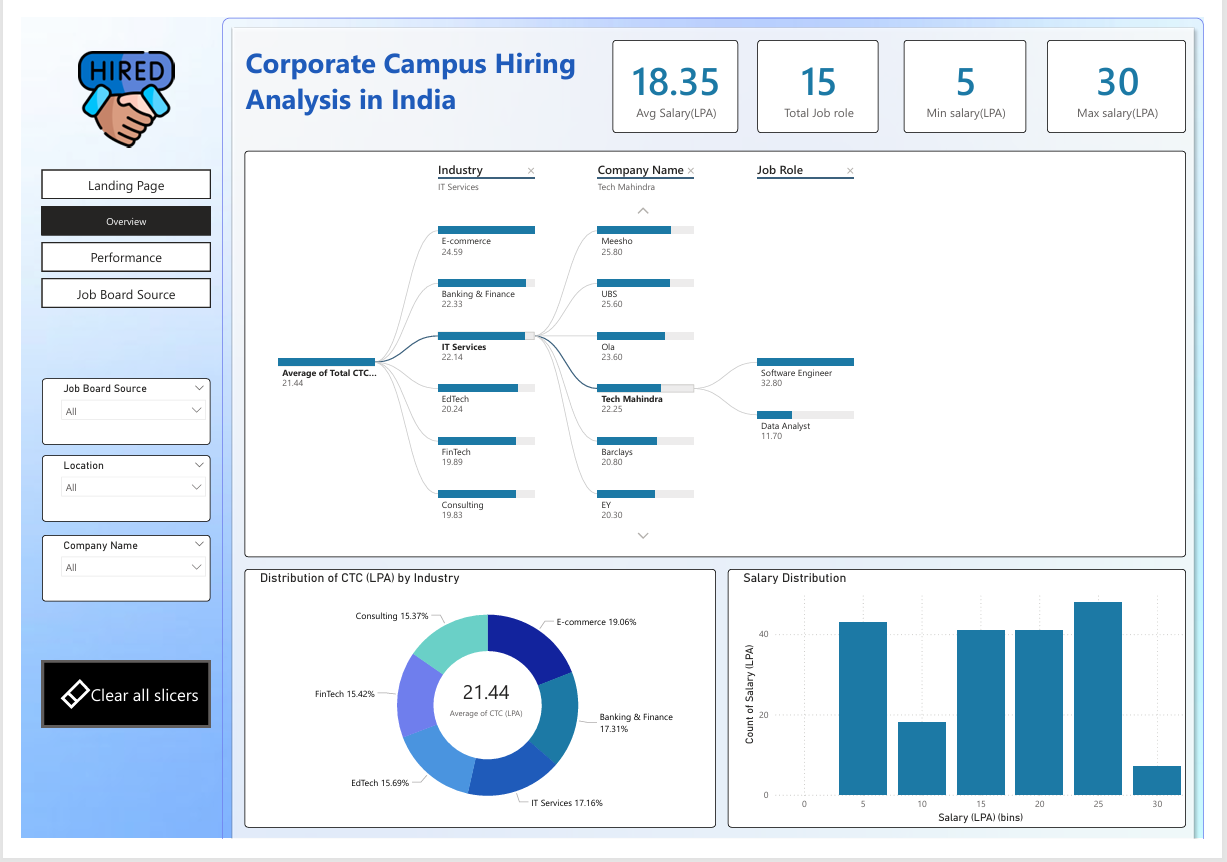 HIRED
Landing Page
Overview
Performance
Job Board Source
Job Board Source
All
Location
All
Company Name
All
Clear all slicers
Corporate Campus Hiring
Analysis in India
18.35
Avg Salary(LPA)
15
Total Job role
5
Min salary(LPA)
30
Max salary(LPA)
Industry
IT Services
Company Name
Tech Mahindra
Job Role
Average of Total CTC...
21.44
E-commerce
24.59
Banking & Finance
22.33
IT Services
22.14
EdTech
20.24
FinTech
19.89
Consulting
19.83
Meesho
25.80
UBS
25.60
Ola
23.60
Tech Mahindra
22.25
Barclays
20.80
EY
20.30
Software Engineer
32.80
Data Analyst
11.70
Distribution of CTC (LPA) by Industry
Consulting 15.37%
E-commerce 19.06%
FinTech 15.42%
21.44
Average of CTC (LPA)
Banking & Finance
17.31%
EdTech 15.69%
IT Services 17.16%
Salary Distribution
Count of Salary (LPA)
40
20
0
0 5 10 15 20 25 30
Salary (LPA) (bins)